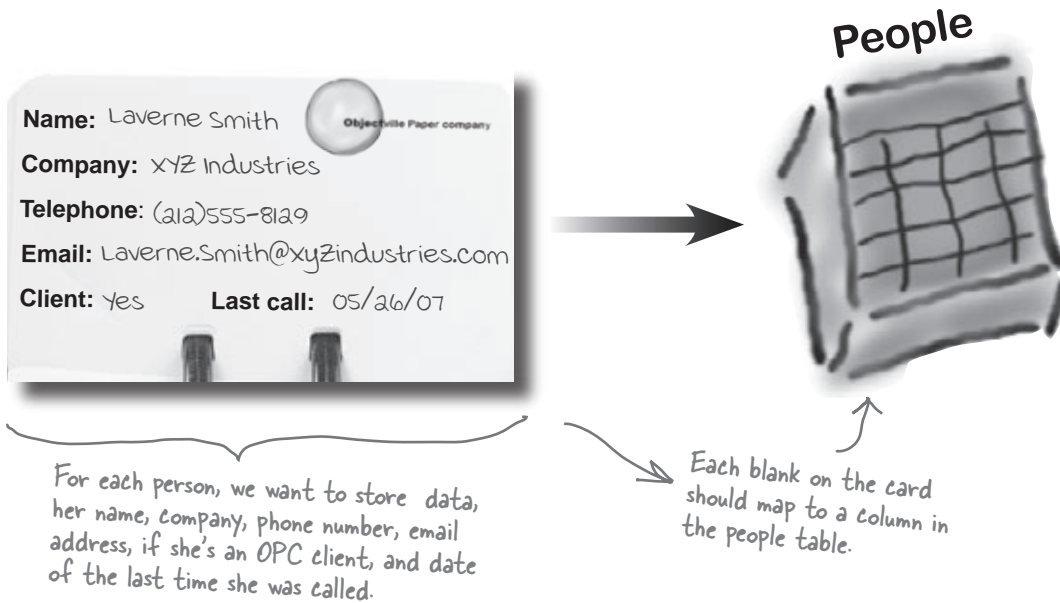 People
Name: Laverne Smith
Objectville Paper company
Company: XYZ Industries
Telephone: (212)555-8129
Email: Laverne.Smith@xyzindustries.com
Client: Yes Last call: 05/26/07
For each person, we want to store data,
her name, company, phone number, email
address, if she's an OPC client, and date
of the last time she was called.
Each blank on the card
should map to a column in
the people table.